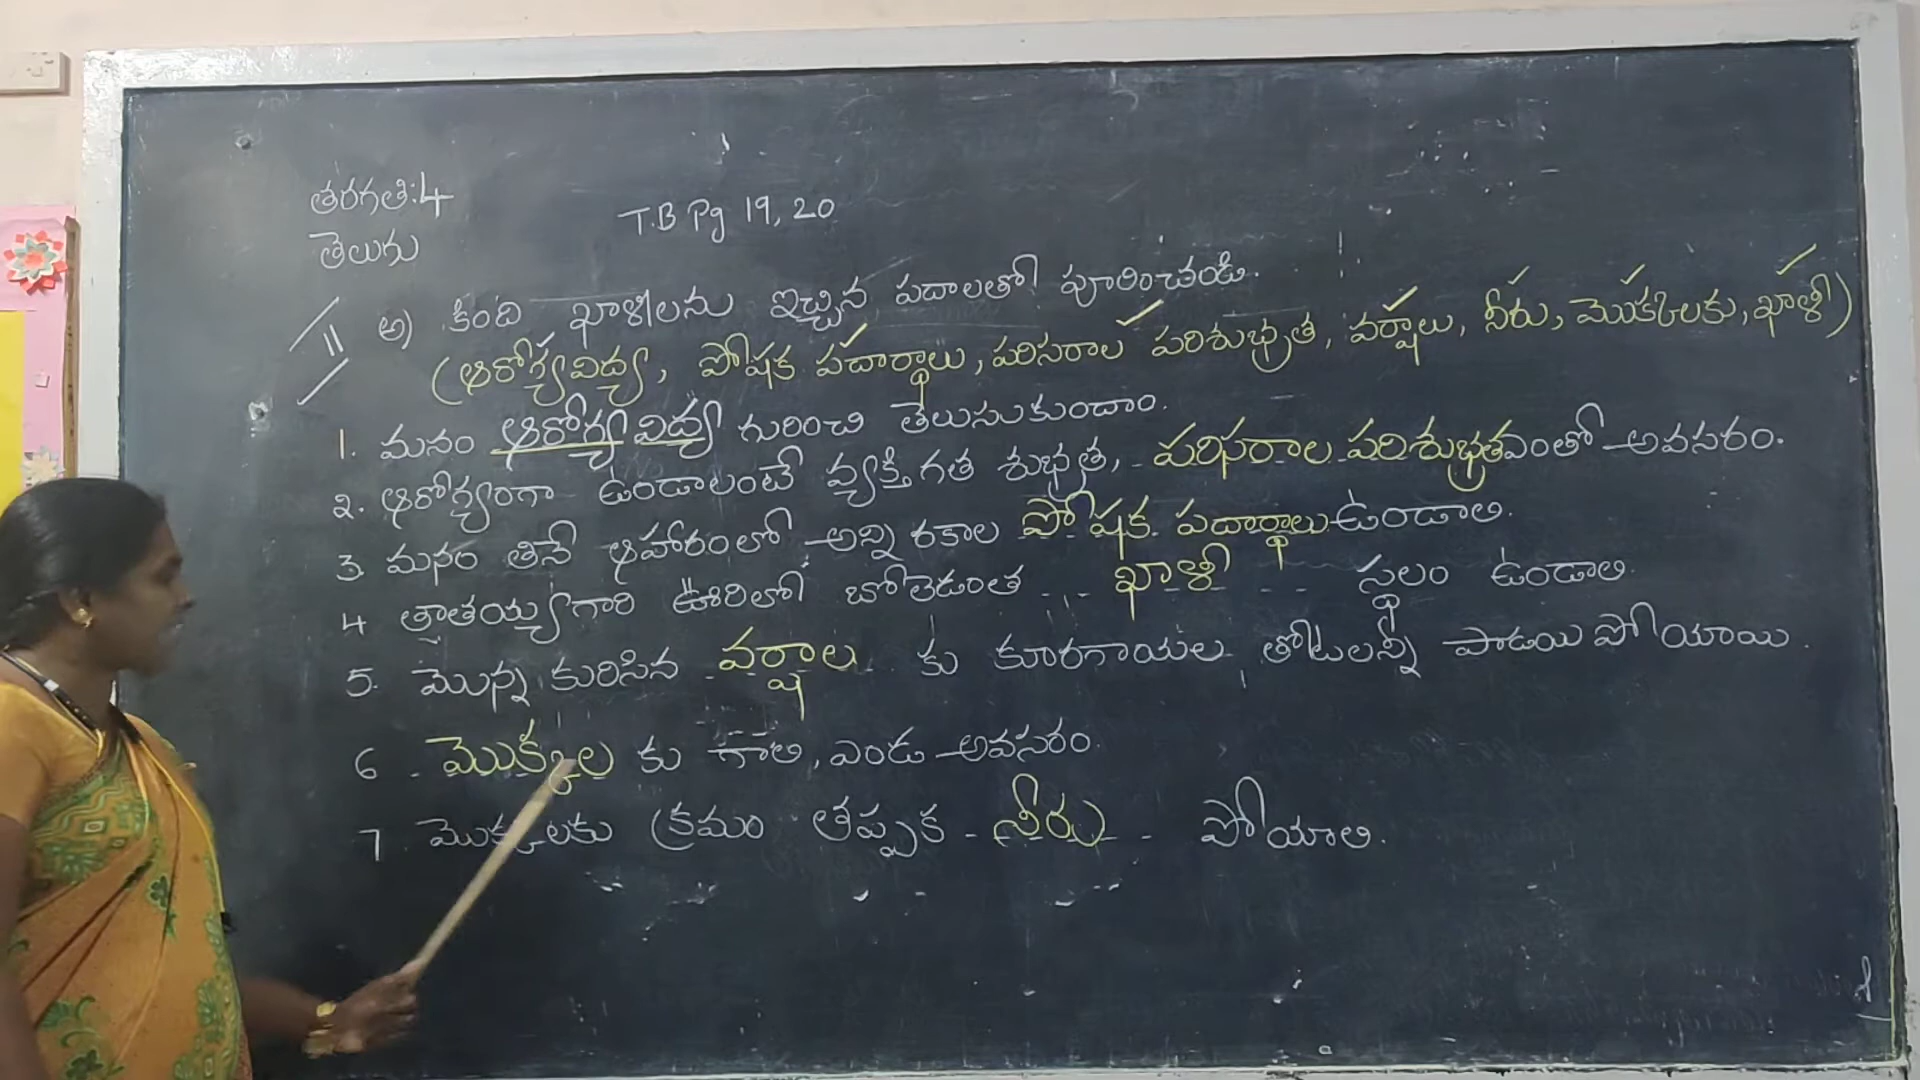 తరగతి:4
తెలుగు
T.B Pg 19, 20
II అ) కింది ఖాళీలను ఇచ్చిన పదాలతో పూరించండి.
(ఆరోగ్యవిద్య, పోషక పదార్థాలు, పరిసరాల పరిశుభ్రత, వర్షాలు, నీరు, మొక్కలకు, ఖాళీ)
1. మనం ఆరోగ్య విద్య గురించి తెలుసుకుందాం.
2. ఆరోగ్యంగా ఉండాలంటే వ్యక్తిగత శుభ్రత, పరిసరాల పరిశుభ్రత ఎంతో అవసరం.
3. మనం తినే ఆహారంలో అన్ని రకాల పోషక పదార్థాలు ఉండాలి.
4 తాతయ్యగారి ఊరిలో బోలెడంత ఖాళీ స్థలం ఉండాలి.
5. మొన్న కురిసిన వర్షాల కు కూరగాయల తోటలన్నీ పాడయి పోయాయి.
6 మొక్కల కు గాలి, ఎండ అవసరం.
7 మొక్కలకు క్రమం తప్పక నీరు పోయాలి.